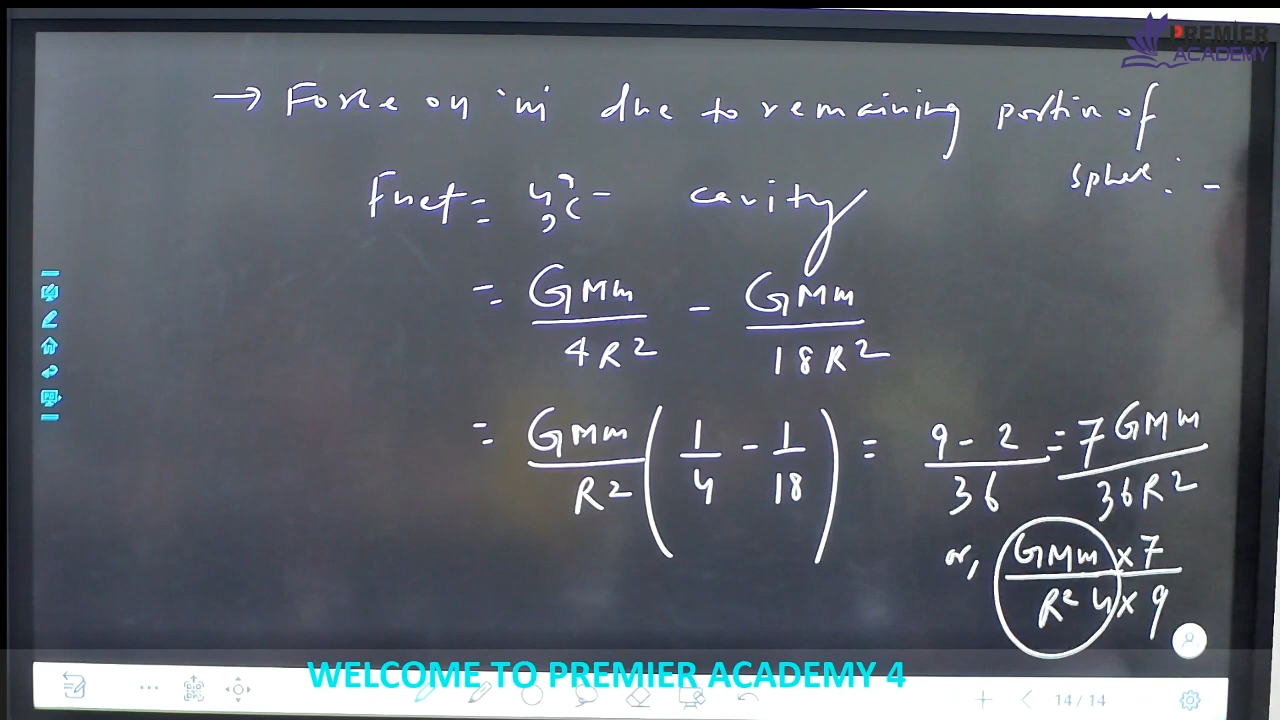 PREMIER
ACADEMY
→ Force on 'm' due to remaining portion of
sphere : -
Fnet = पुरा - cavity
= GMm/4R² - GMm/18R²
= GMm/R² (1/4 - 1/18) = 9-2/36 = 7GMm/36R²
or, GMm×7/R² 4×9
WELCOME TO PREMIER ACADEMY 4
14/14